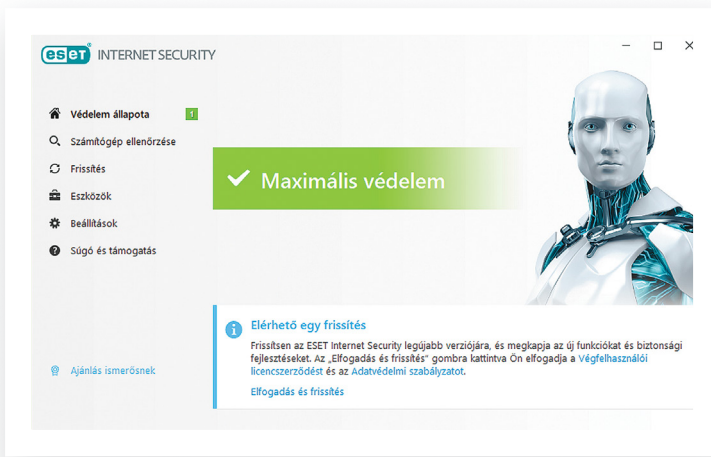 eset INTERNET SECURITY
Védelem állapota 1
Számítógép ellenőrzése
Frissítés
Eszközök
Beállítások
Súgó és támogatás
Ajánlás ismerősnek
Maximális védelem
Elérhető egy frissítés
Frissítsen az ESET Internet Security legújabb verziójára, és megkapja az új funkciókat és biztonsági
fejlesztéseket. Az „Elfogadás és frissítés" gombra kattintva Ön elfogadja a Végfelhasználói
licencszerződést és az Adatvédelmi szabályzatot.
Elfogadás és frissítés